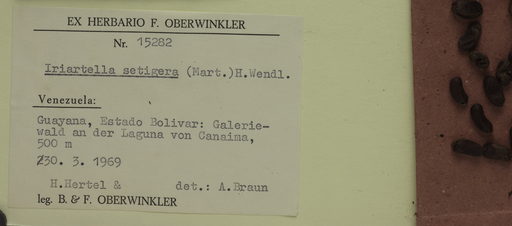 EX HERBARIO F. OBERWINKLER
Nr. 15282
Iriartella setigera (Mart.)H.Wendl.
Venezuela:
Guayana, Estado Bolivar: Galerie-
wald an der Laguna von Canaima,
500 m
30. 3. 1969
H.Hertel & det.: A.Braun
leg. B. & F. OBERWINKLER